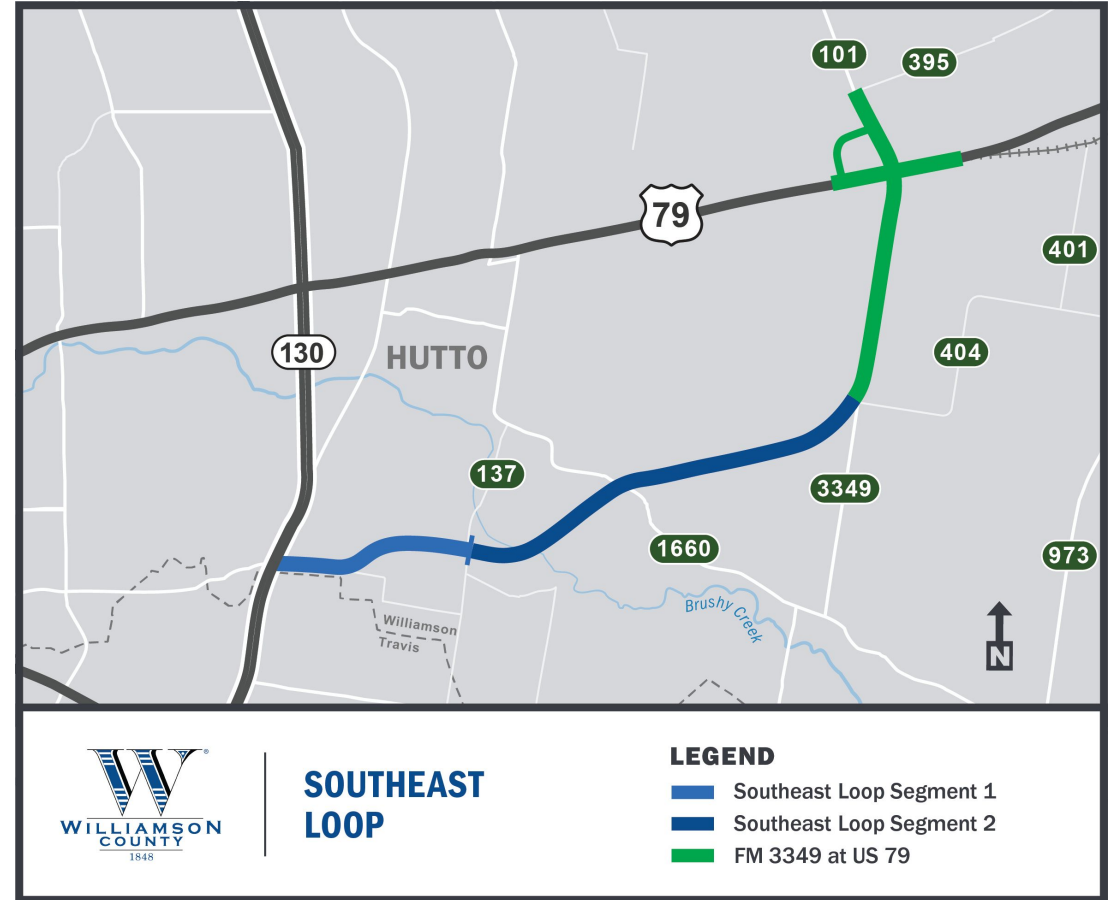 101
395
79
401
130
HUTTO
404
137
3349
1660
973
Brushy Creek
Williamson
Travis
N
WILLIAMSON
COUNTY
1848
®
SOUTHEAST
LOOP
LEGEND
Southeast Loop Segment 1
Southeast Loop Segment 2
FM 3349 at US 79